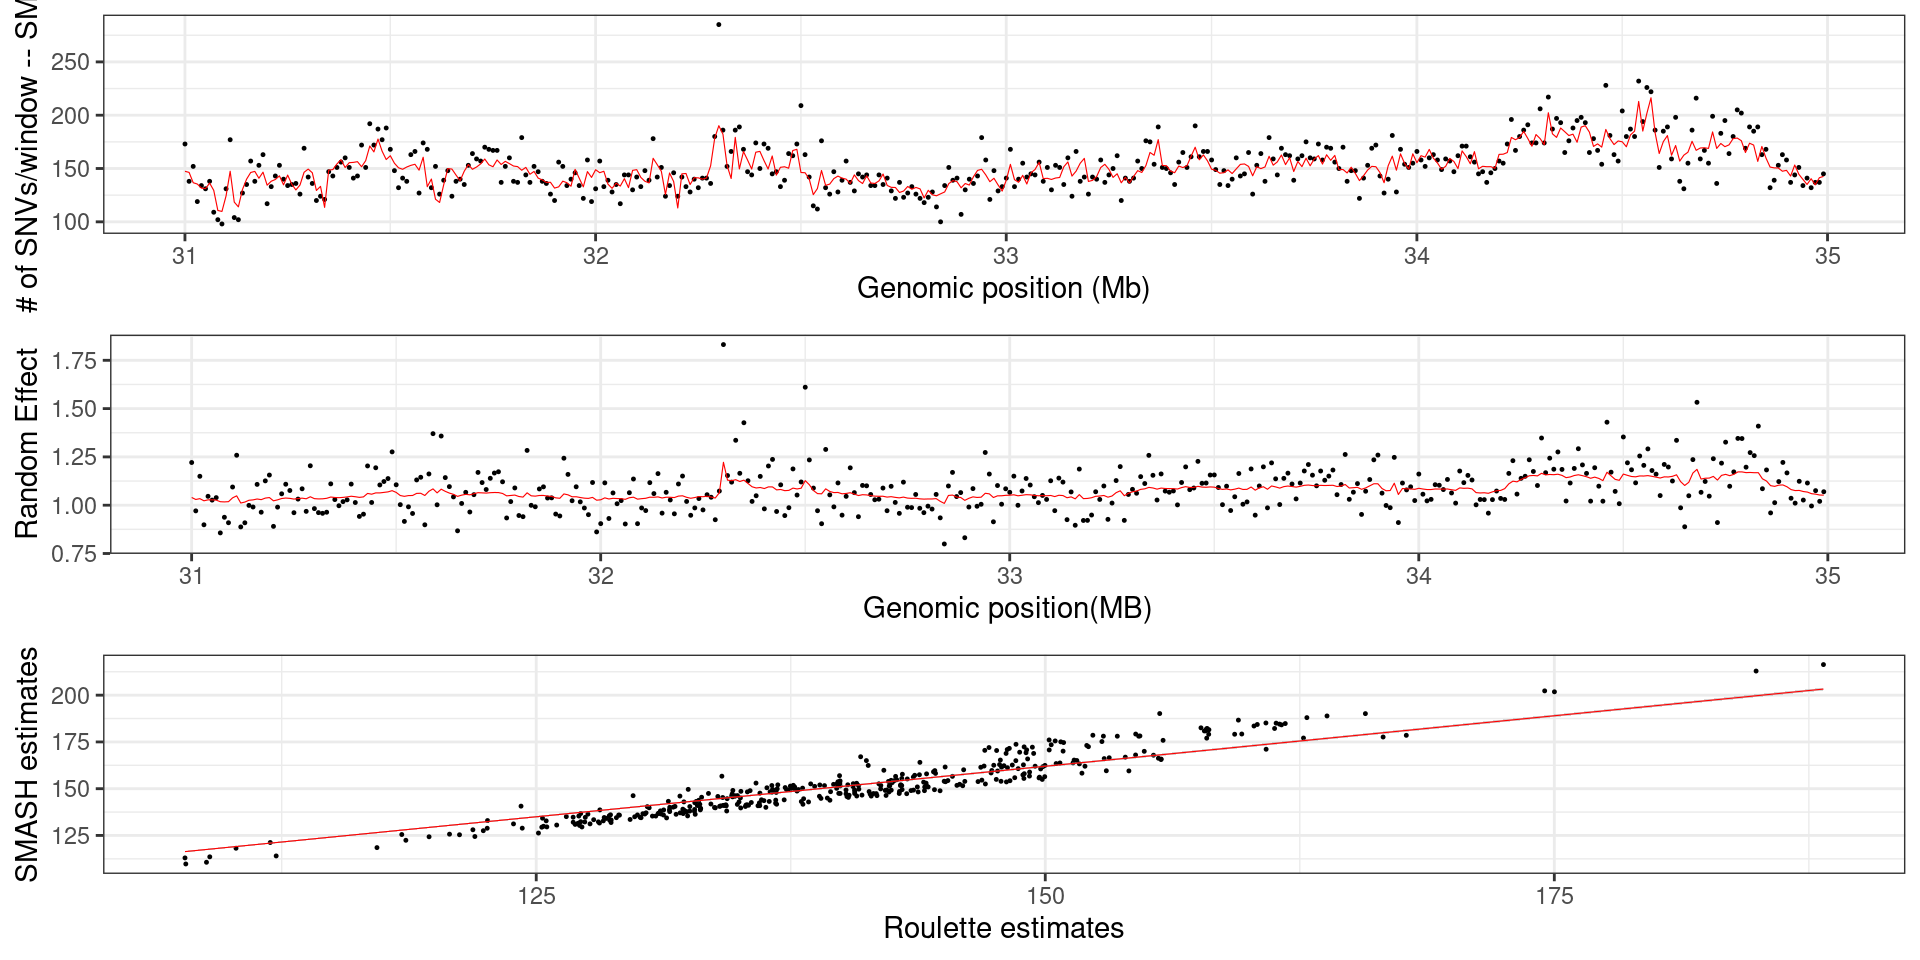 # of SNVs/window -- SM
250
200
150
100
31 32 33 34 35
Genomic position (Mb)
Random Effect
1.75
1.50
1.25
1.00
0.75
31 32 33 34 35
Genomic position(MB)
SMASH estimates
200
175
150
125
125 150 175
Roulette estimates